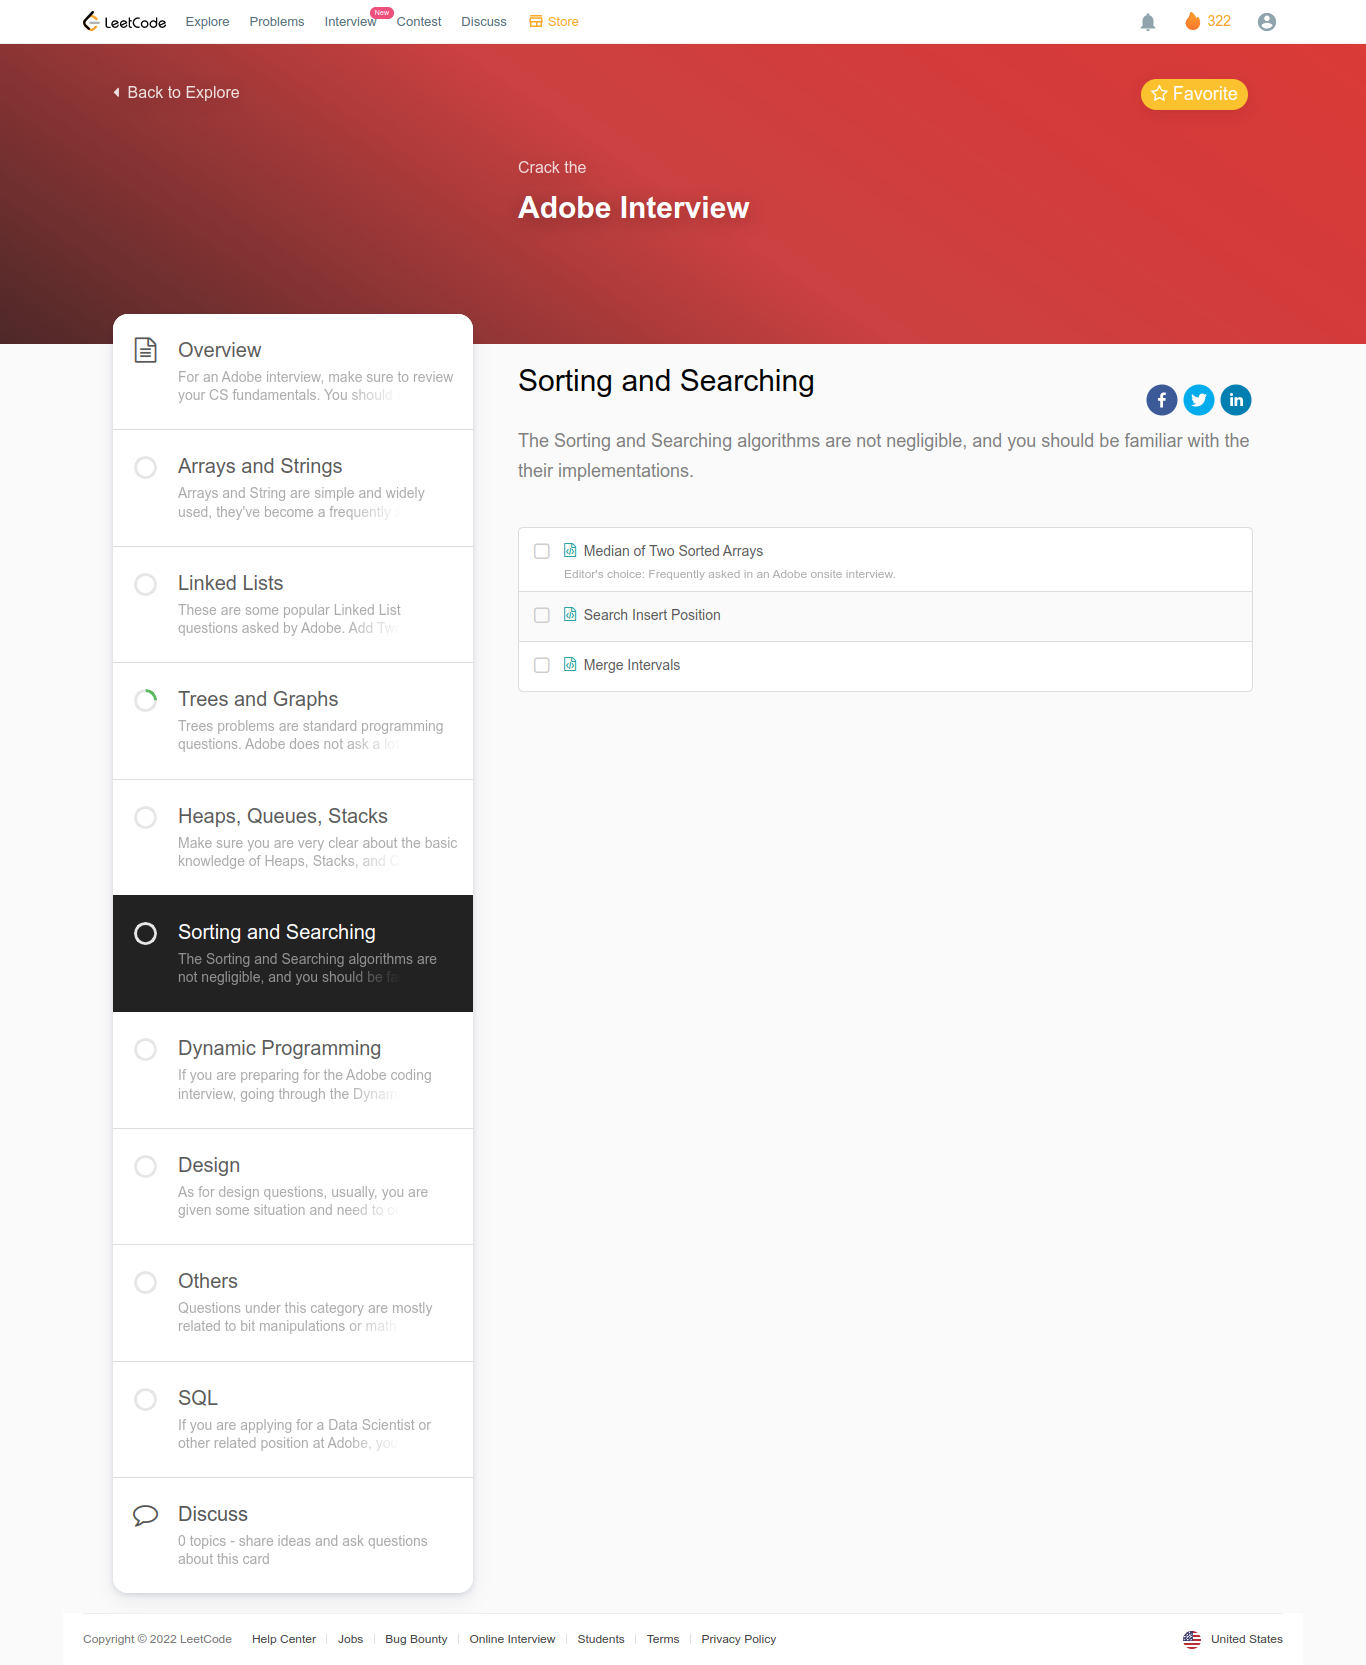 LeetCode Explore Problems Interview New Contest Discuss Store 322
Back to Explore
Favorite
Crack the
Adobe Interview
Overview
For an Adobe interview, make sure to review
your CS fundamentals. You should
Arrays and Strings
Arrays and String are simple and widely
used, they've become a frequently
Linked Lists
These are some popular Linked List
questions asked by Adobe. Add Two
Trees and Graphs
Trees problems are standard programming
questions. Adobe does not ask a lot
Heaps, Queues, Stacks
Make sure you are very clear about the basic
knowledge of Heaps, Stacks, and
Sorting and Searching
The Sorting and Searching algorithms are
not negligible, and you should be
Dynamic Programming
If you are preparing for the Adobe coding
interview, going through the
Design
As for design questions, usually, you are
given some situation and need to
Others
Questions under this category are mostly
related to bit manipulations or math
SQL
If you are applying for a Data Scientist or
other related position at Adobe, you
Discuss
0 topics - share ideas and ask questions
about this card
Sorting and Searching
The Sorting and Searching algorithms are not negligible, and you should be familiar with the
their implementations.
Median of Two Sorted Arrays
Editor's choice: Frequently asked in an Adobe onsite interview.
Search Insert Position
Merge Intervals
Copyright © 2022 LeetCode Help Center Jobs Bug Bounty Online Interview Students Terms Privacy Policy United States